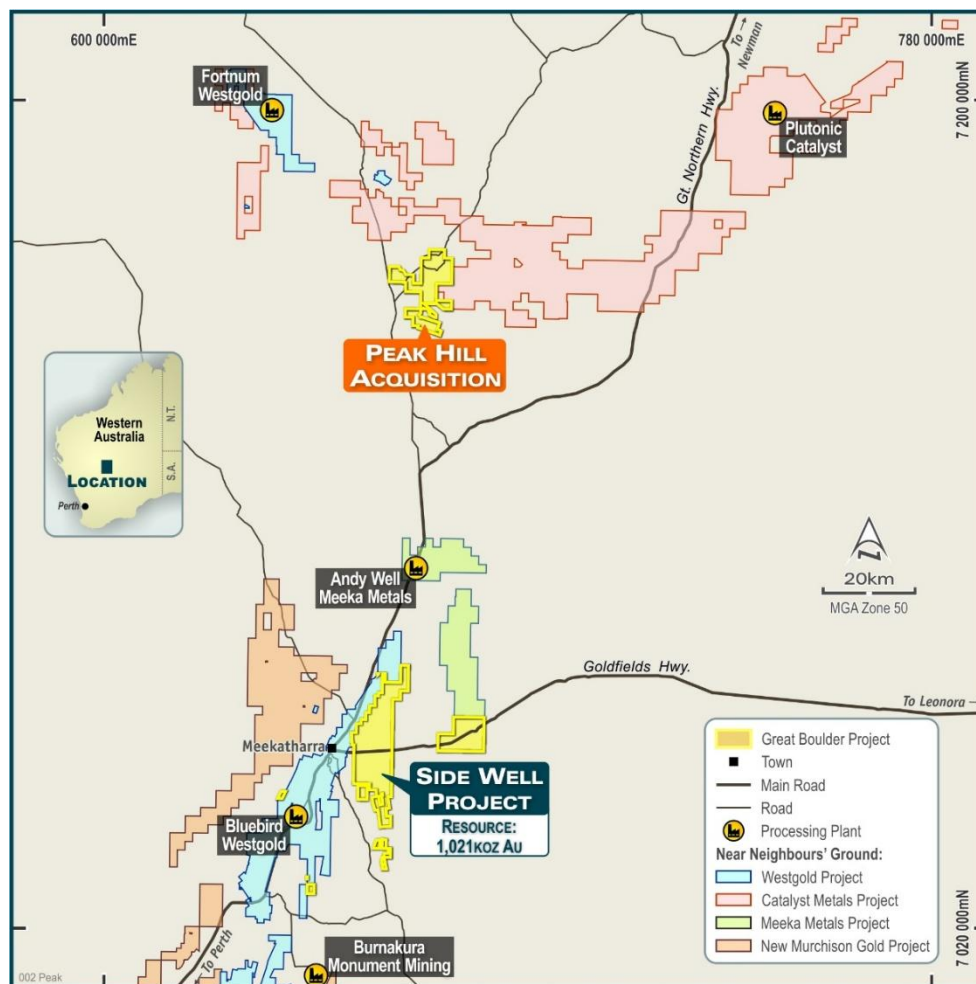 600 000mE
780 000mE
7 200 000mN
To
Newman
Fortnum
Westgold
Plutonic
Catalyst
Gt. Northern Hwy.
PEAK HILL
ACQUISITION
Western
Australia
N.T.
S.A.
LOCATION
Perth
Andy Well
Meeka Metals
20km
MGA Zone 50
Goldfields Hwy.
To Leonora
Meekatharra
SIDE WELL
PROJECT
RESOURCE:
1,021KOZ AU
Bluebird
Westgold
To Perth
Burnakura
Monument Mining
Great Boulder Project
Town
Main Road
Road
Processing Plant
Near Neighbours' Ground:
Westgold Project
Catalyst Metals Project
Meeka Metals Project
New Murchison Gold Project
7 020 000mN
002 Peak